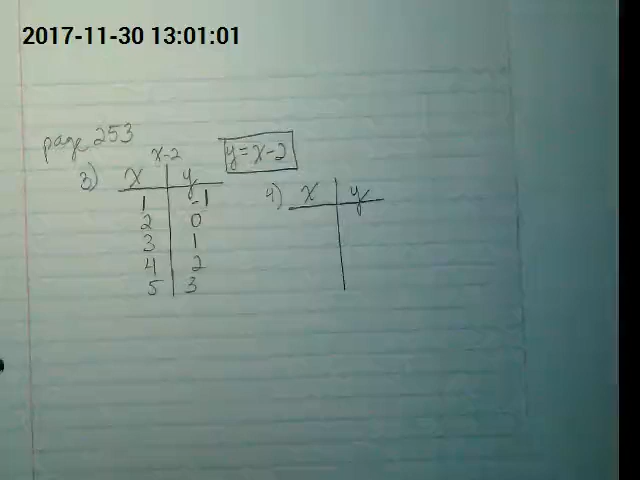 2017-11-30 13:01:01
page 253
x-2
y=x-2
3) x y
4) x y
1 -1
2 0
3 1
4 2
5 3